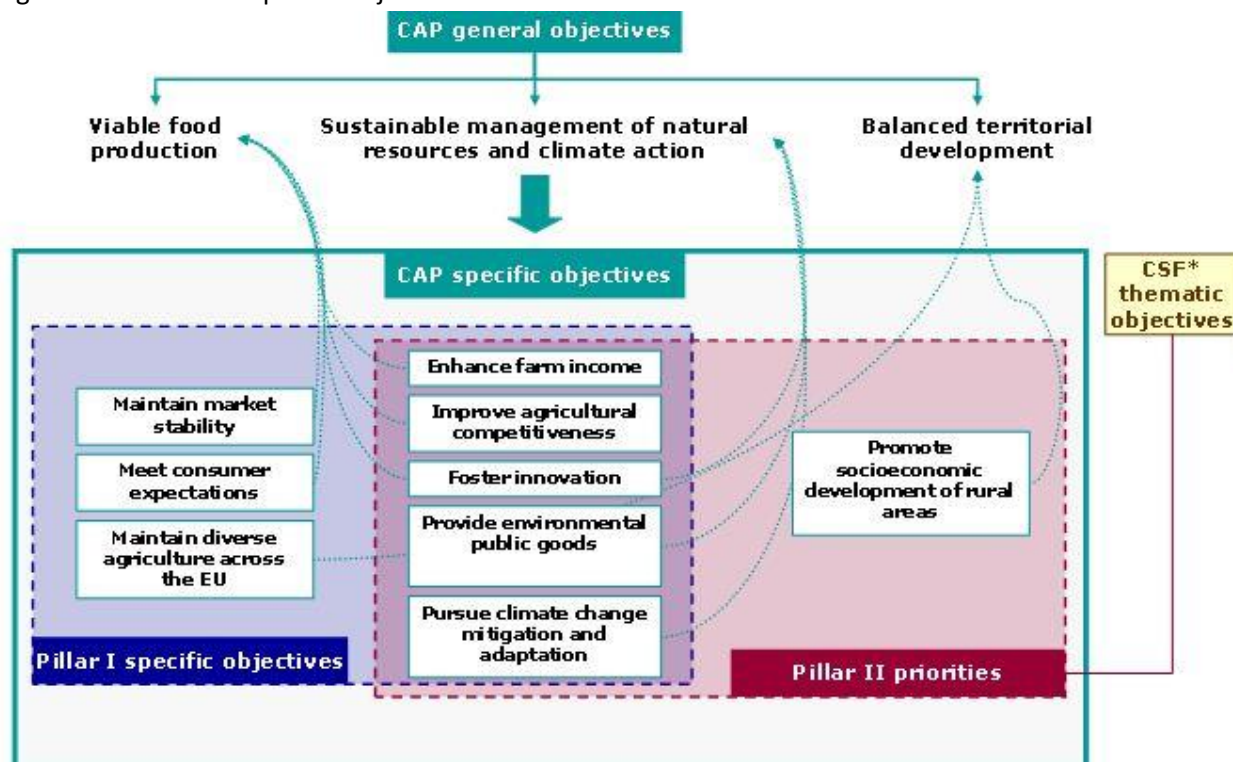 CAP general objectives
Viable food
production
Sustainable management of natural
resources and climate action
Balanced territorial
development
CAP specific objectives
CSF*
thematic
objectives
Enhance farm income
Maintain market
stability
Improve agricultural
competitiveness
Meet consumer
expectations
Foster innovation
Promote
socioeconomic
development of rural
areas
Maintain diverse
agriculture across
the EU
Provide environmental
public goods
Pursue climate change
mitigation and
adaptation
Pillar I specific objectives
Pillar II priorities